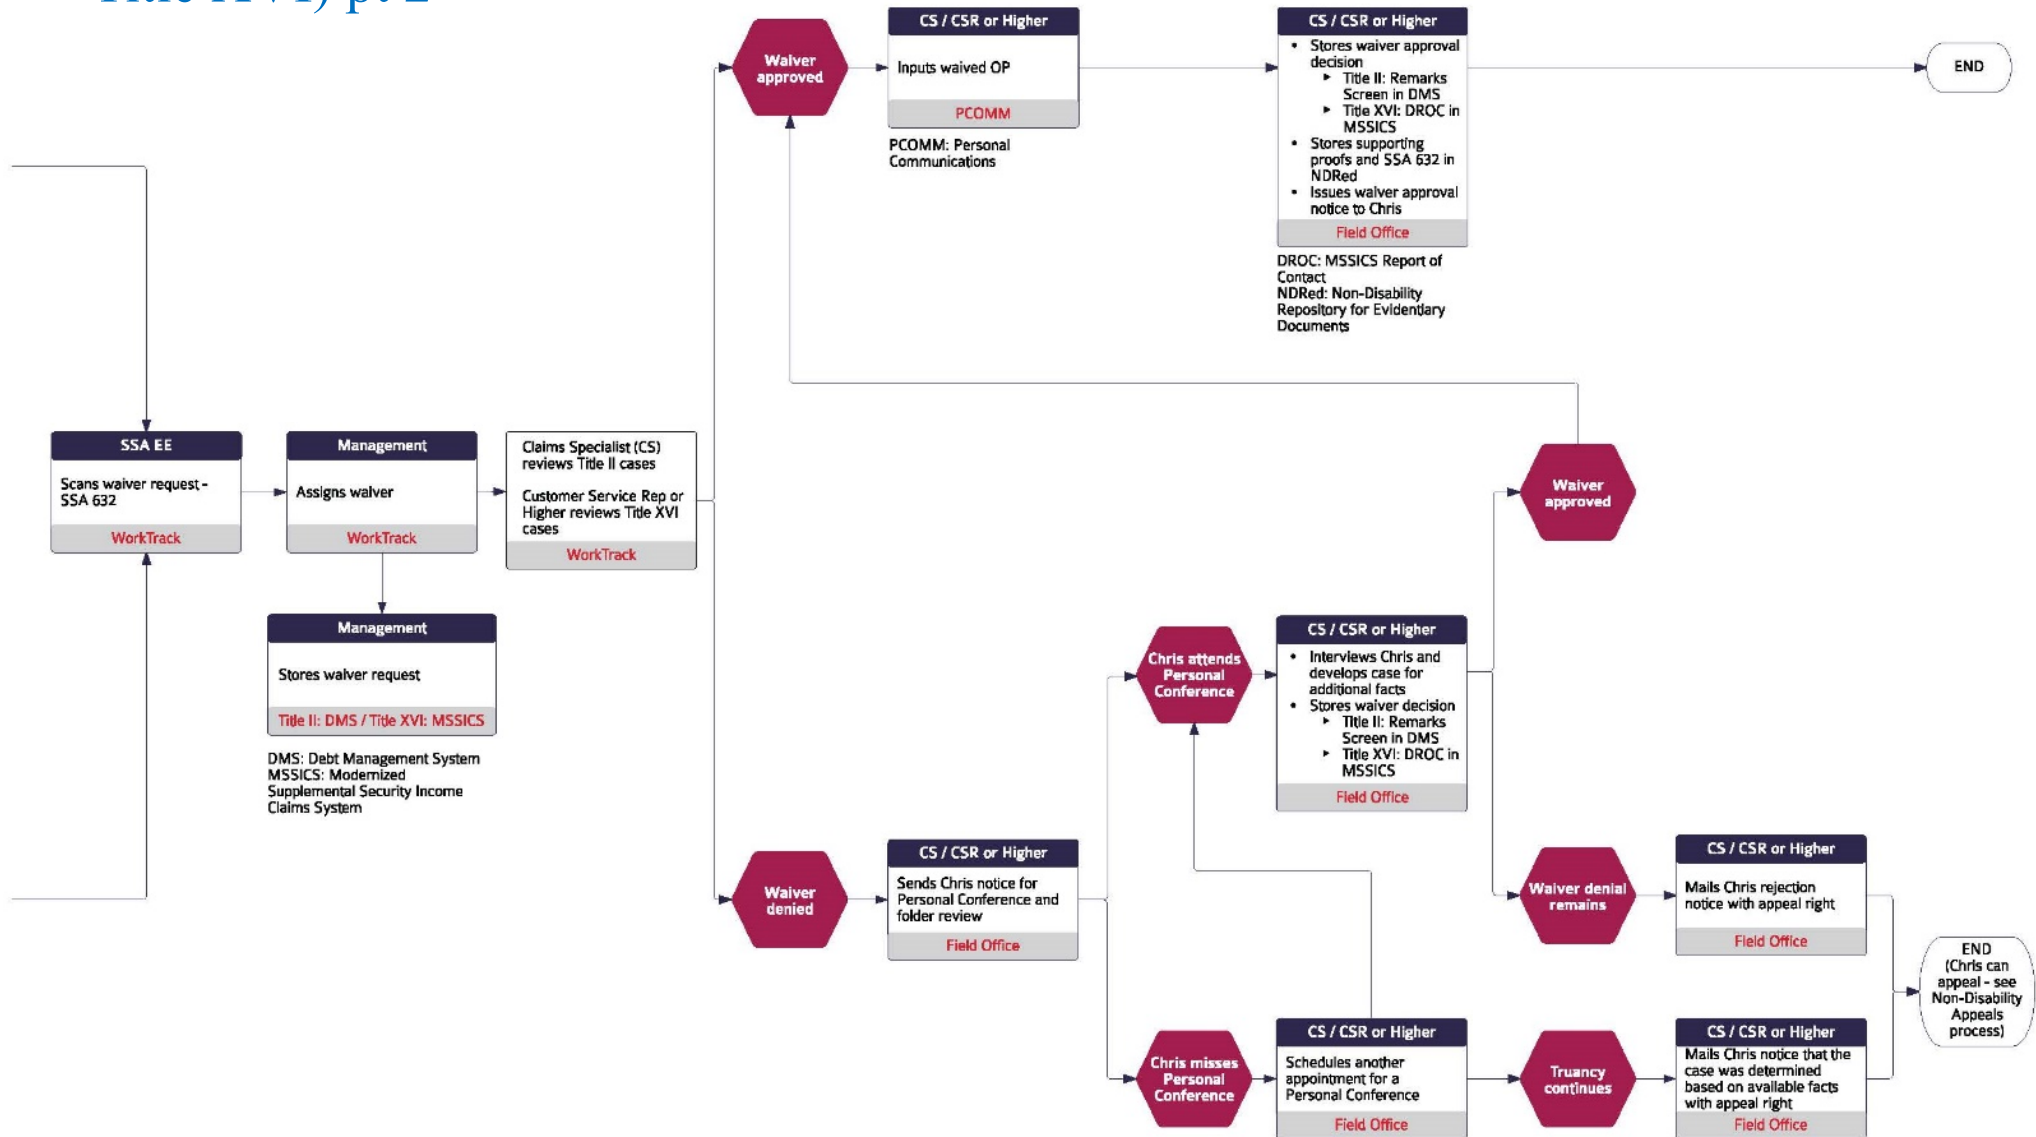 Title XVI) pt 2
Waiver
approved
CS / CSR or Higher
Inputs waived OP
PCOMM
PCOMM: Personal
Communications
CS / CSR or Higher
• Stores waiver approval
decision
▸ Title II: Remarks
Screen in DMS
▸ Title XVI: DROC in
MSSICS
• Stores supporting
proofs and SSA 632 in
NDRed
• Issues waiver approval
notice to Chris
Field Office
DROC: MSSICS Report of
Contact
NDRed: Non-Disability
Repository for Evidentiary
Documents
END
SSA EE
Scans waiver request -
SSA 632
WorkTrack
Management
Assigns waiver
WorkTrack
Claims Specialist (CS)
reviews Title II cases
Customer Service Rep or
Higher reviews Title XVI
cases
WorkTrack
Management
Stores waiver request
Title II: DMS / Title XVI: MSSICS
DMS: Debt Management System
MSSICS: Modernized
Supplemental Security Income
Claims System
Waiver
denied
CS / CSR or Higher
Sends Chris notice for
Personal Conference and
folder review
Field Office
Chris attends
Personal
Conference
CS / CSR or Higher
• Interviews Chris and
develops case for
additional facts
• Stores waiver decision
▸ Title II: Remarks
Screen in DMS
▸ Title XVI: DROC in
MSSICS
Field Office
Waiver
approved
Waiver denial
remains
CS / CSR or Higher
Mails Chris rejection
notice with appeal right
Field Office
Chris misses
Personal
Conference
CS / CSR or Higher
Schedules another
appointment for a
Personal Conference
Field Office
Truancy
continues
CS / CSR or Higher
Mails Chris notice that the
case was determined
based on available facts
with appeal right
Field Office
END
(Chris can
appeal - see
Non-Disability
Appeals
process)